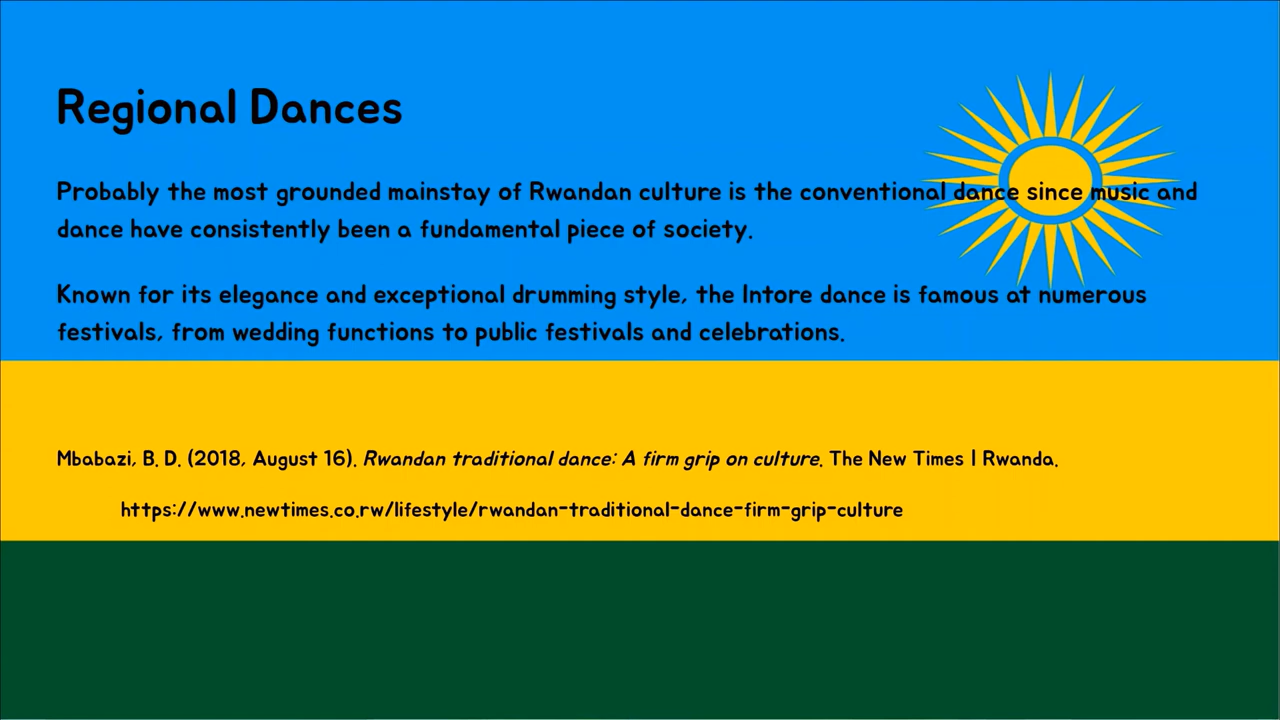 Regional Dances
Probably the most grounded mainstay of Rwandan culture is the conventional dance since music and
dance have consistently been a fundamental piece of society.
Known for its elegance and exceptional drumming style, the Intore dance is famous at numerous
festivals, from wedding functions to public festivals and celebrations.
Mbabazi, B. D. (2018, August 16). Rwandan traditional dance: A firm grip on culture. The New Times | Rwanda.
https://www.newtimes.co.rw/lifestyle/rwandan-traditional-dance-firm-grip-culture